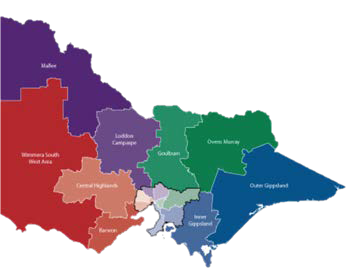 Mallee
Loddon
Campaspe
Goulburn
Ovens Murray
Wimmera South
West Area
Central Highlands
Outer Gippsland
Inner
Gippsland
Barwon